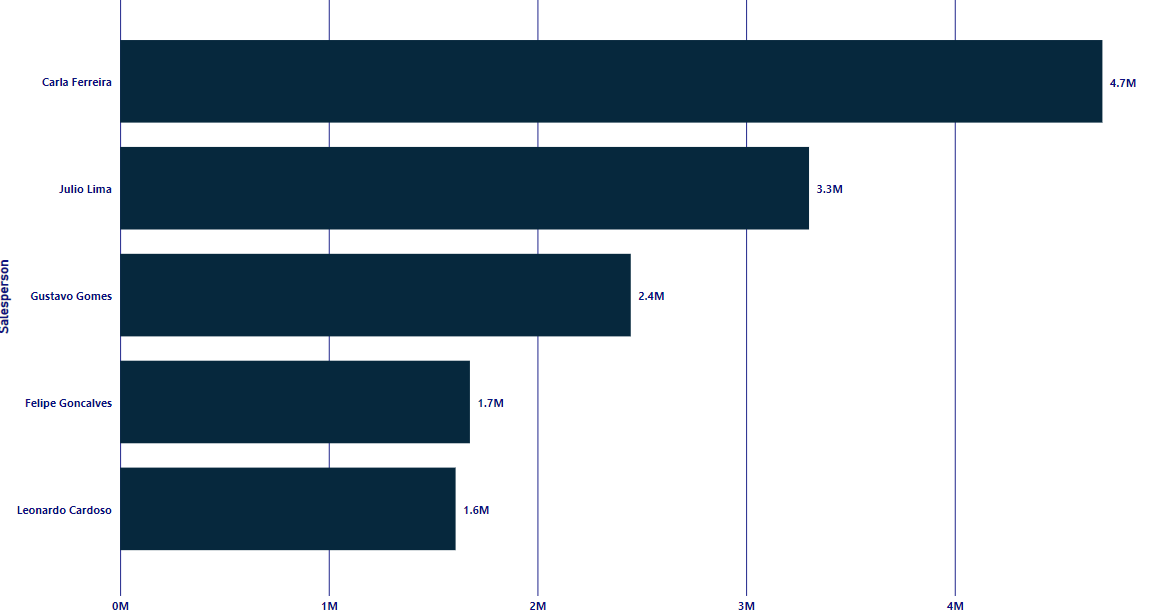 Salesperson
Carla Ferreira 4.7M
Julio Lima 3.3M
Gustavo Gomes 2.4M
Felipe Goncalves 1.7M
Leonardo Cardoso 1.6M
0M 1M 2M 3M 4M